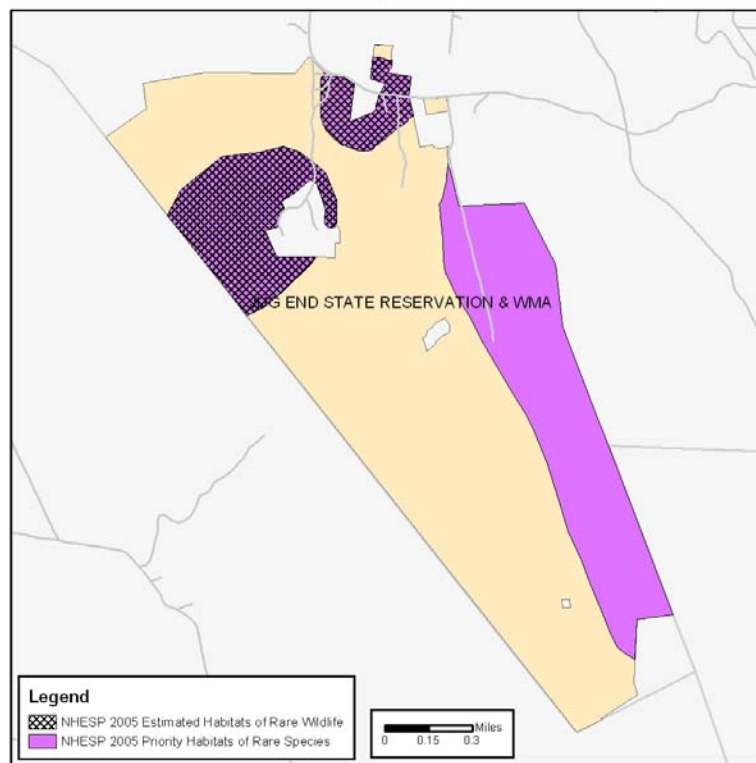 END STATE RESERVATION & WMA
Legend
NHESP 2005 Estimated Habitats of Rare Wildlife
NHESP 2005 Priority Habitats of Rare Species
Miles
0 0.15 0.3